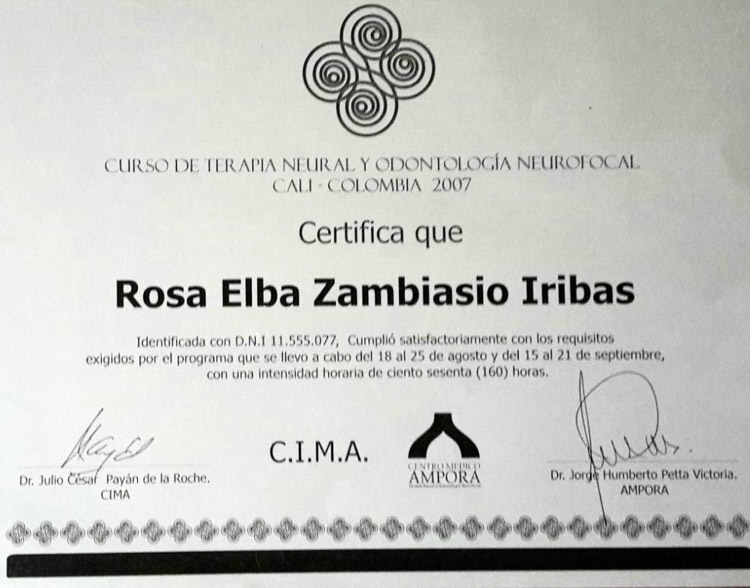 CURSO DE TERAPIA NEURAL Y ODONTOLOGÍA NEUROFOCAL
CALI - COLOMBIA 2007
Certifica que
Rosa Elba Zambiasio Iribas
Identificada con D.N.I 11.555.077, Cumplió satisfactoriamente con los requisitos
exigidos por el programa que se llevo a cabo del 18 al 25 de agosto y del 15 al 21 de septiembre,
con una intensidad horaria de ciento sesenta (160) horas.
C.I.M.A.
CENTRO MEDICO
AMPORA
Dr. Julio César Payán de la Roche.
CIMA
Dr. Jorge Humberto Petta Victoria.
AMPORA